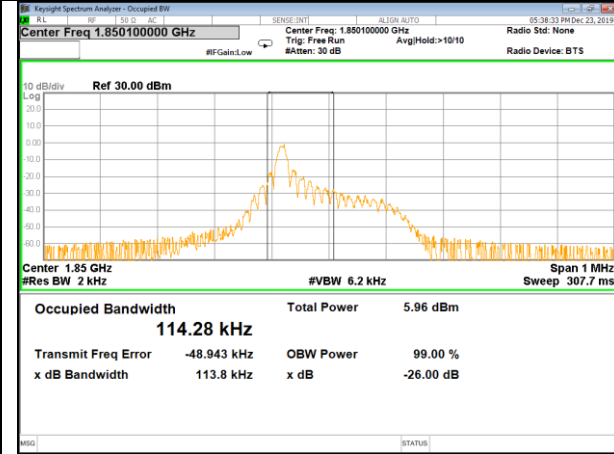 Keysight Spectrum Analyzer - Occupied BW
RL RF 50 Ω AC SENSE:INT ALIGN AUTO 05:38:33 PM Dec 23, 2019
Center Freq 1.850100000 GHz Center Freq: 1.850100000 GHz Radio Std: None
Trig: Free Run Avg|Hold:>10/10
#IFGain:Low #Atten: 30 dB Radio Device: BTS
10 dB/div Ref 30.00 dBm
Log
20.0
10.0
0.00
-10.0
-20.0
-30.0
-40.0
-50.0
-60.0
Center 1.85 GHz Span 1 MHz
#Res BW 2 kHz #VBW 6.2 kHz Sweep 307.7 ms
Occupied Bandwidth Total Power 5.96 dBm
114.28 kHz
Transmit Freq Error -48.943 kHz OBW Power 99.00 %
x dB Bandwidth 113.8 kHz x dB -26.00 dB
MSG STATUS